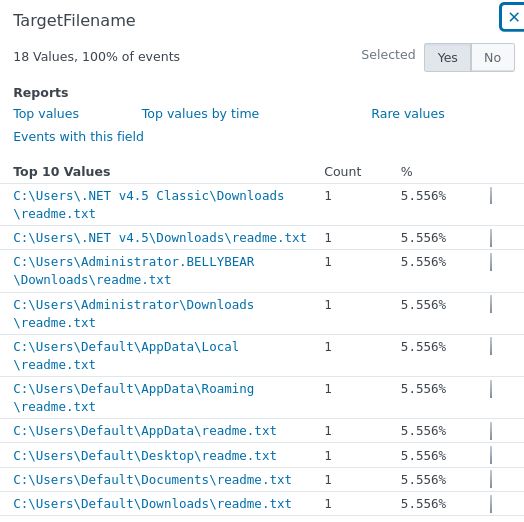 TargetFilename
18 Values, 100% of events
Selected
Yes
No
Reports
Top values
Top values by time
Rare values
Events with this field
Top 10 Values Count %
C:\Users\.NET v4.5 Classic\Downloads 1 5.556%
\readme.txt
C:\Users\.NET v4.5\Downloads\readme.txt 1 5.556%
C:\Users\Administrator.BELLYBEAR 1 5.556%
\Downloads\readme.txt
C:\Users\Administrator\Downloads 1 5.556%
\readme.txt
C:\Users\Default\AppData\Local 1 5.556%
\readme.txt
C:\Users\Default\AppData\Roaming 1 5.556%
\readme.txt
C:\Users\Default\AppData\readme.txt 1 5.556%
C:\Users\Default\Desktop\readme.txt 1 5.556%
C:\Users\Default\Documents\readme.txt 1 5.556%
C:\Users\Default\Downloads\readme.txt 1 5.556%